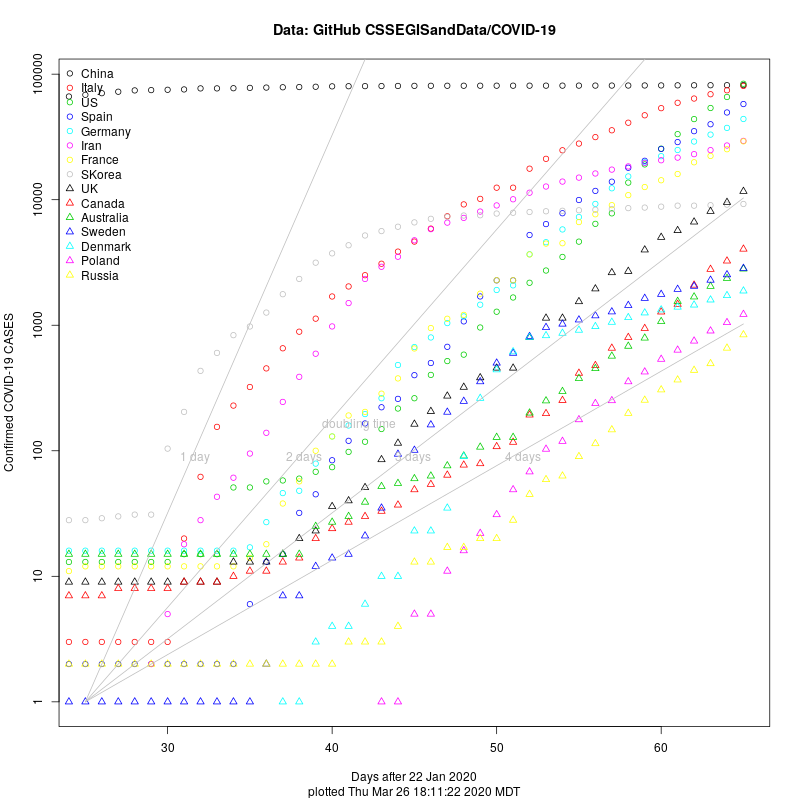 Data: GitHub CSSEGISandData/COVID-19
Confirmed COVID-19 CASES
100000
10000
1000
100
10
1
China
Italy
US
Spain
Germany
Iran
France
SKorea
UK
Canada
Australia
Sweden
Denmark
Poland
Russia
doubling time
1 day
2 days
3 days
4 days
30
40
50
60
Days after 22 Jan 2020
plotted Thu Mar 26 18:11:22 2020 MDT